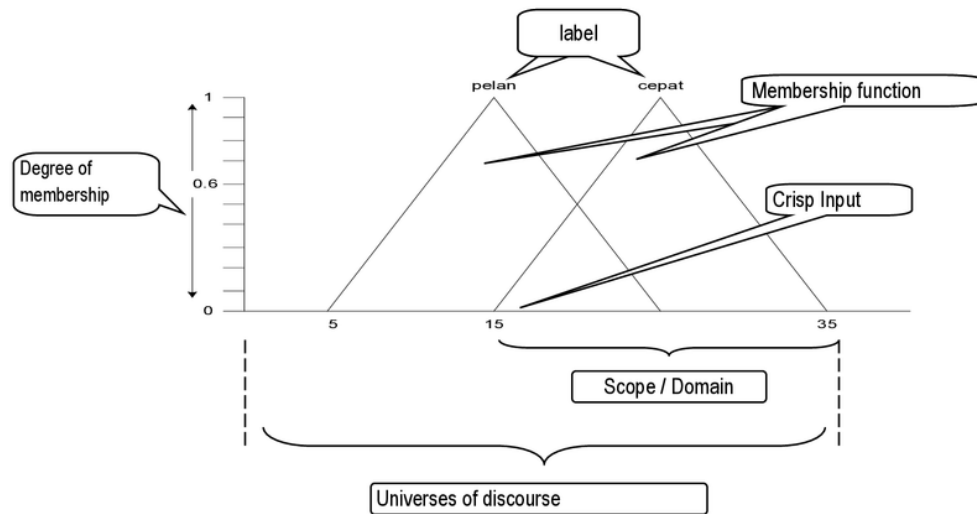 label
pelan
cepat
Membership function
1
Degree of
membership
0.6
Crisp Input
0
5
15
35
Scope / Domain
Universes of discourse